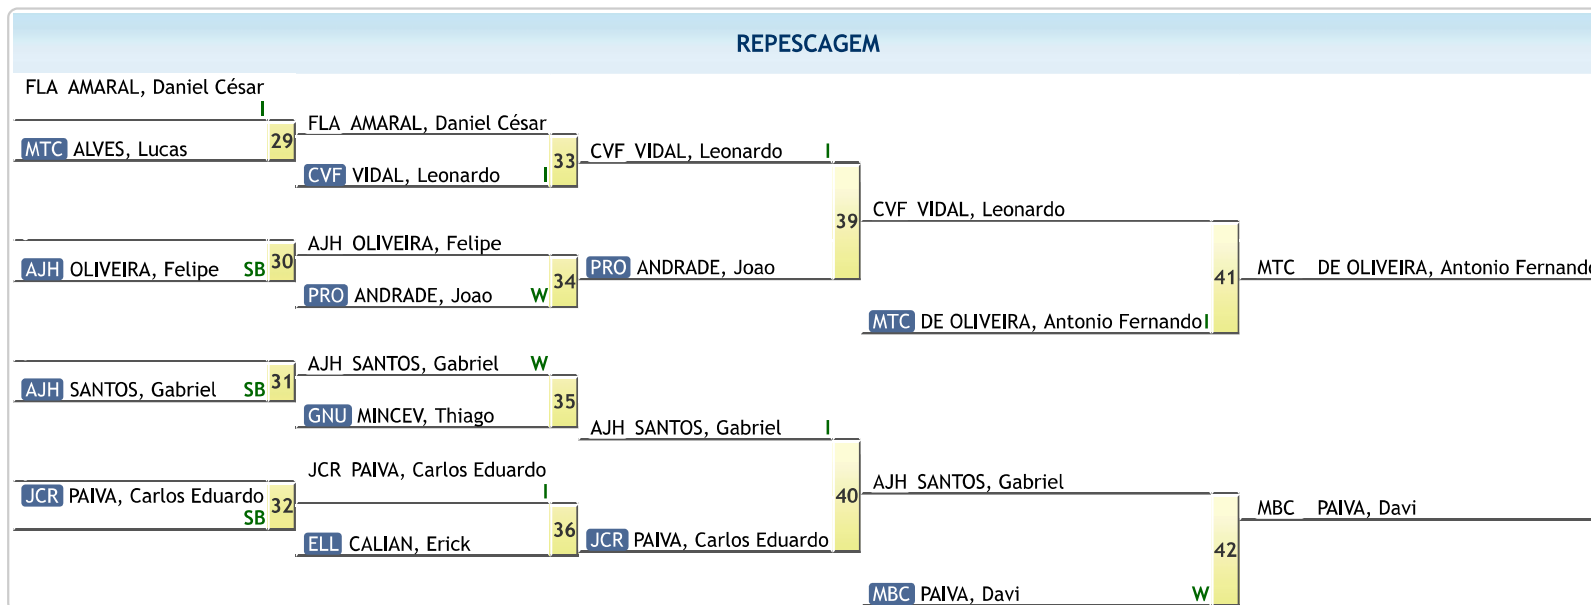 REPESCAGEM
FLA AMARAL, Daniel César
I
MTC ALVES, Lucas
29
FLA AMARAL, Daniel César
CVF VIDAL, Leonardo I
33
CVF VIDAL, Leonardo I
AJH OLIVEIRA, Felipe SB
30
AJH OLIVEIRA, Felipe
PRO ANDRADE, Joao W
34
PRO ANDRADE, Joao
39
CVF VIDAL, Leonardo
MTC DE OLIVEIRA, Antonio Fernando I
41
MTC DE OLIVEIRA, Antonio Fernando
AJH SANTOS, Gabriel SB
31
AJH SANTOS, Gabriel W
GNU MINCEV, Thiago
35
AJH SANTOS, Gabriel I
JCR PAIVA, Carlos Eduardo
SB
32
JCR PAIVA, Carlos Eduardo
I
ELL CALIAN, Erick
36
JCR PAIVA, Carlos Eduardo
40
AJH SANTOS, Gabriel
MBC PAIVA, Davi W
42
MBC PAIVA, Davi